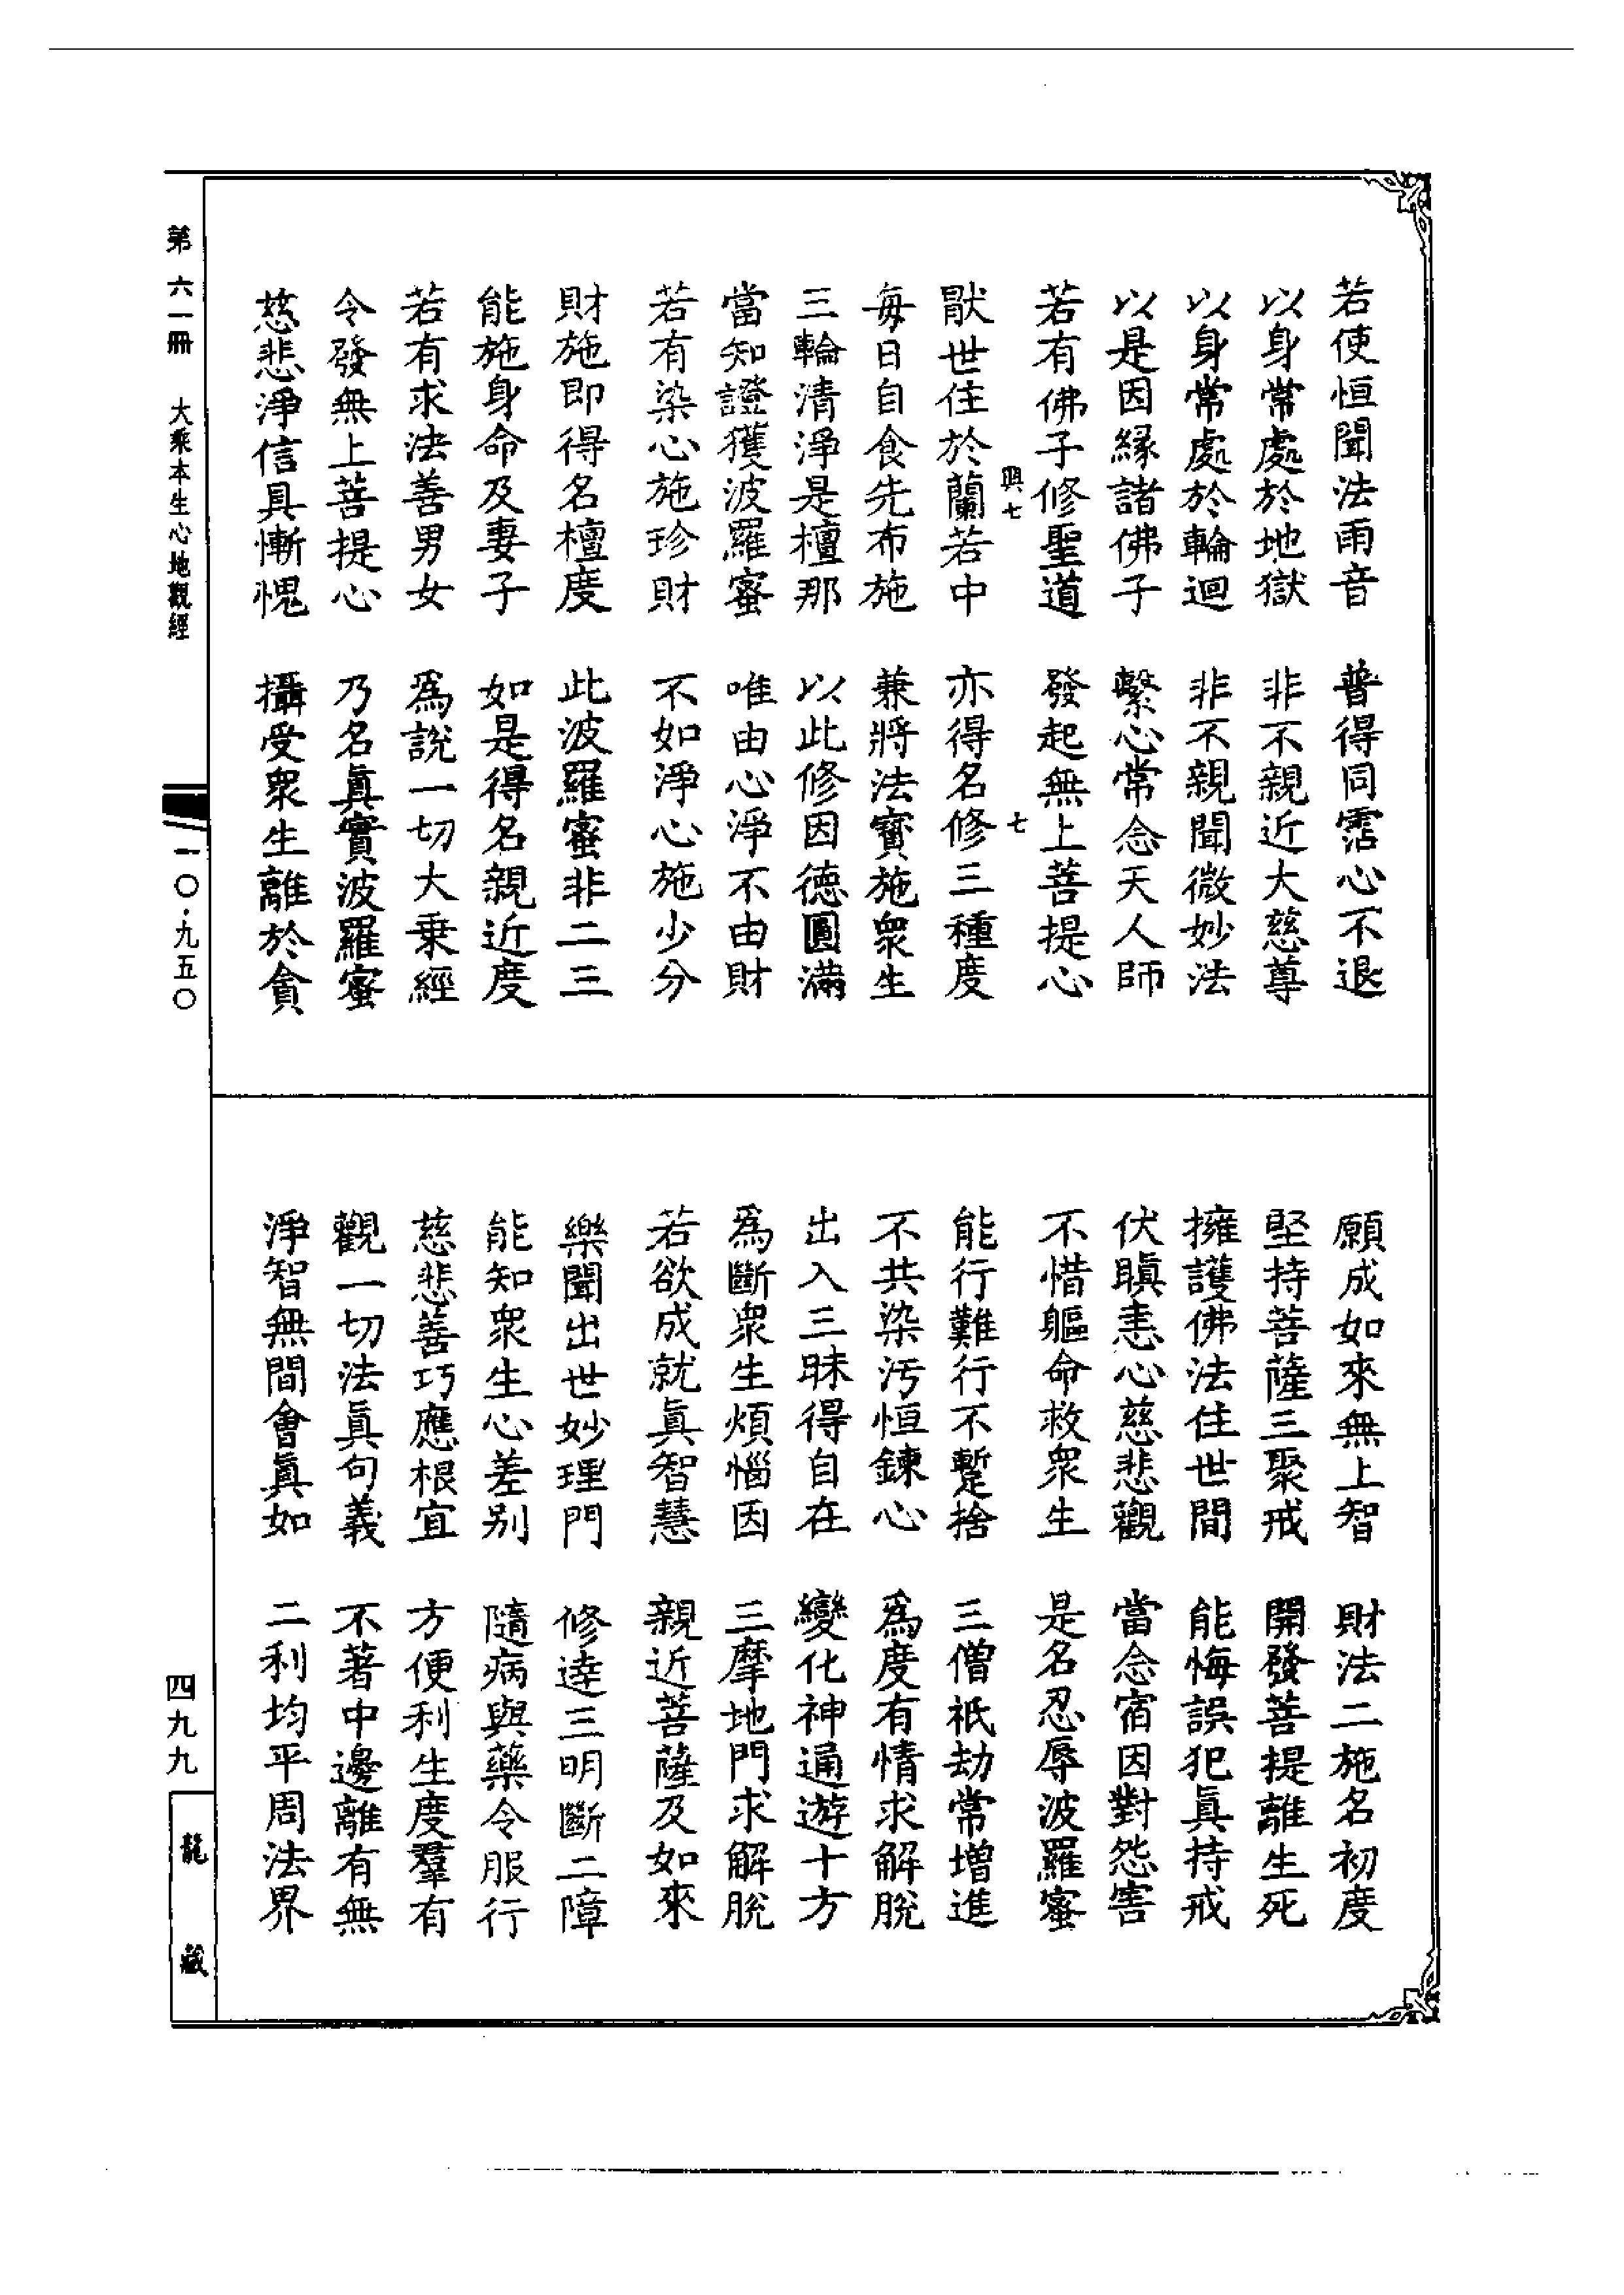 若使恒聞法雨音　普得同霑心不退
以身常處於地獄　非不親近大慈尊
以身常處於輪迴　非不親聞微妙法
以是因緣諸佛子　繫心常念天人師
若有佛子修聖道　發起無上菩提心
興七　七
猒世住於蘭若中　亦得名修三種度
每日自食先布施　兼將法寶施衆生
三輪清淨是檀那　以此修因德圓滿
當知證獲波羅蜜　唯由心淨不由財
若有染心施珍財　不如淨心施少分
財施即得名檀度　此波羅蜜非二三
能施身命及妻子　如是得名親近度
若有求法善男女　爲說一切大乗經
令發無上菩提心　乃名眞實波羅蜜
慈悲淨信具慚愧　攝受衆生離於貪
願成如來無上智　財法二施名初度
堅持菩薩三聚戒　開發菩提離生死
擁護佛法住世間　能悔誤犯眞持戒
伏瞋恚心慈悲觀　當念宿因對怨害
不惜軀命救衆生　是名忍辱波羅蜜
能行難行不蹔捨　三僧祇劫常增進
不共染汚恒鍊心　爲度有情求解脫
出入三昧得自在　變化神通遊十方
爲斷衆生煩惱因　三摩地門求解脫
若欲成就眞智慧　親近菩薩及如來
樂聞出世妙理門　修達三明斷二障
能知衆生心差别　隨病與藥令服行
慈悲善巧應根宜　方便利生度羣有
觀一切法眞句義　不著中邊離有無
淨智無間會眞如　二利均平周法界
第六一冊　大乘本生心地觀經
一〇·九五〇
四九九
龍藏